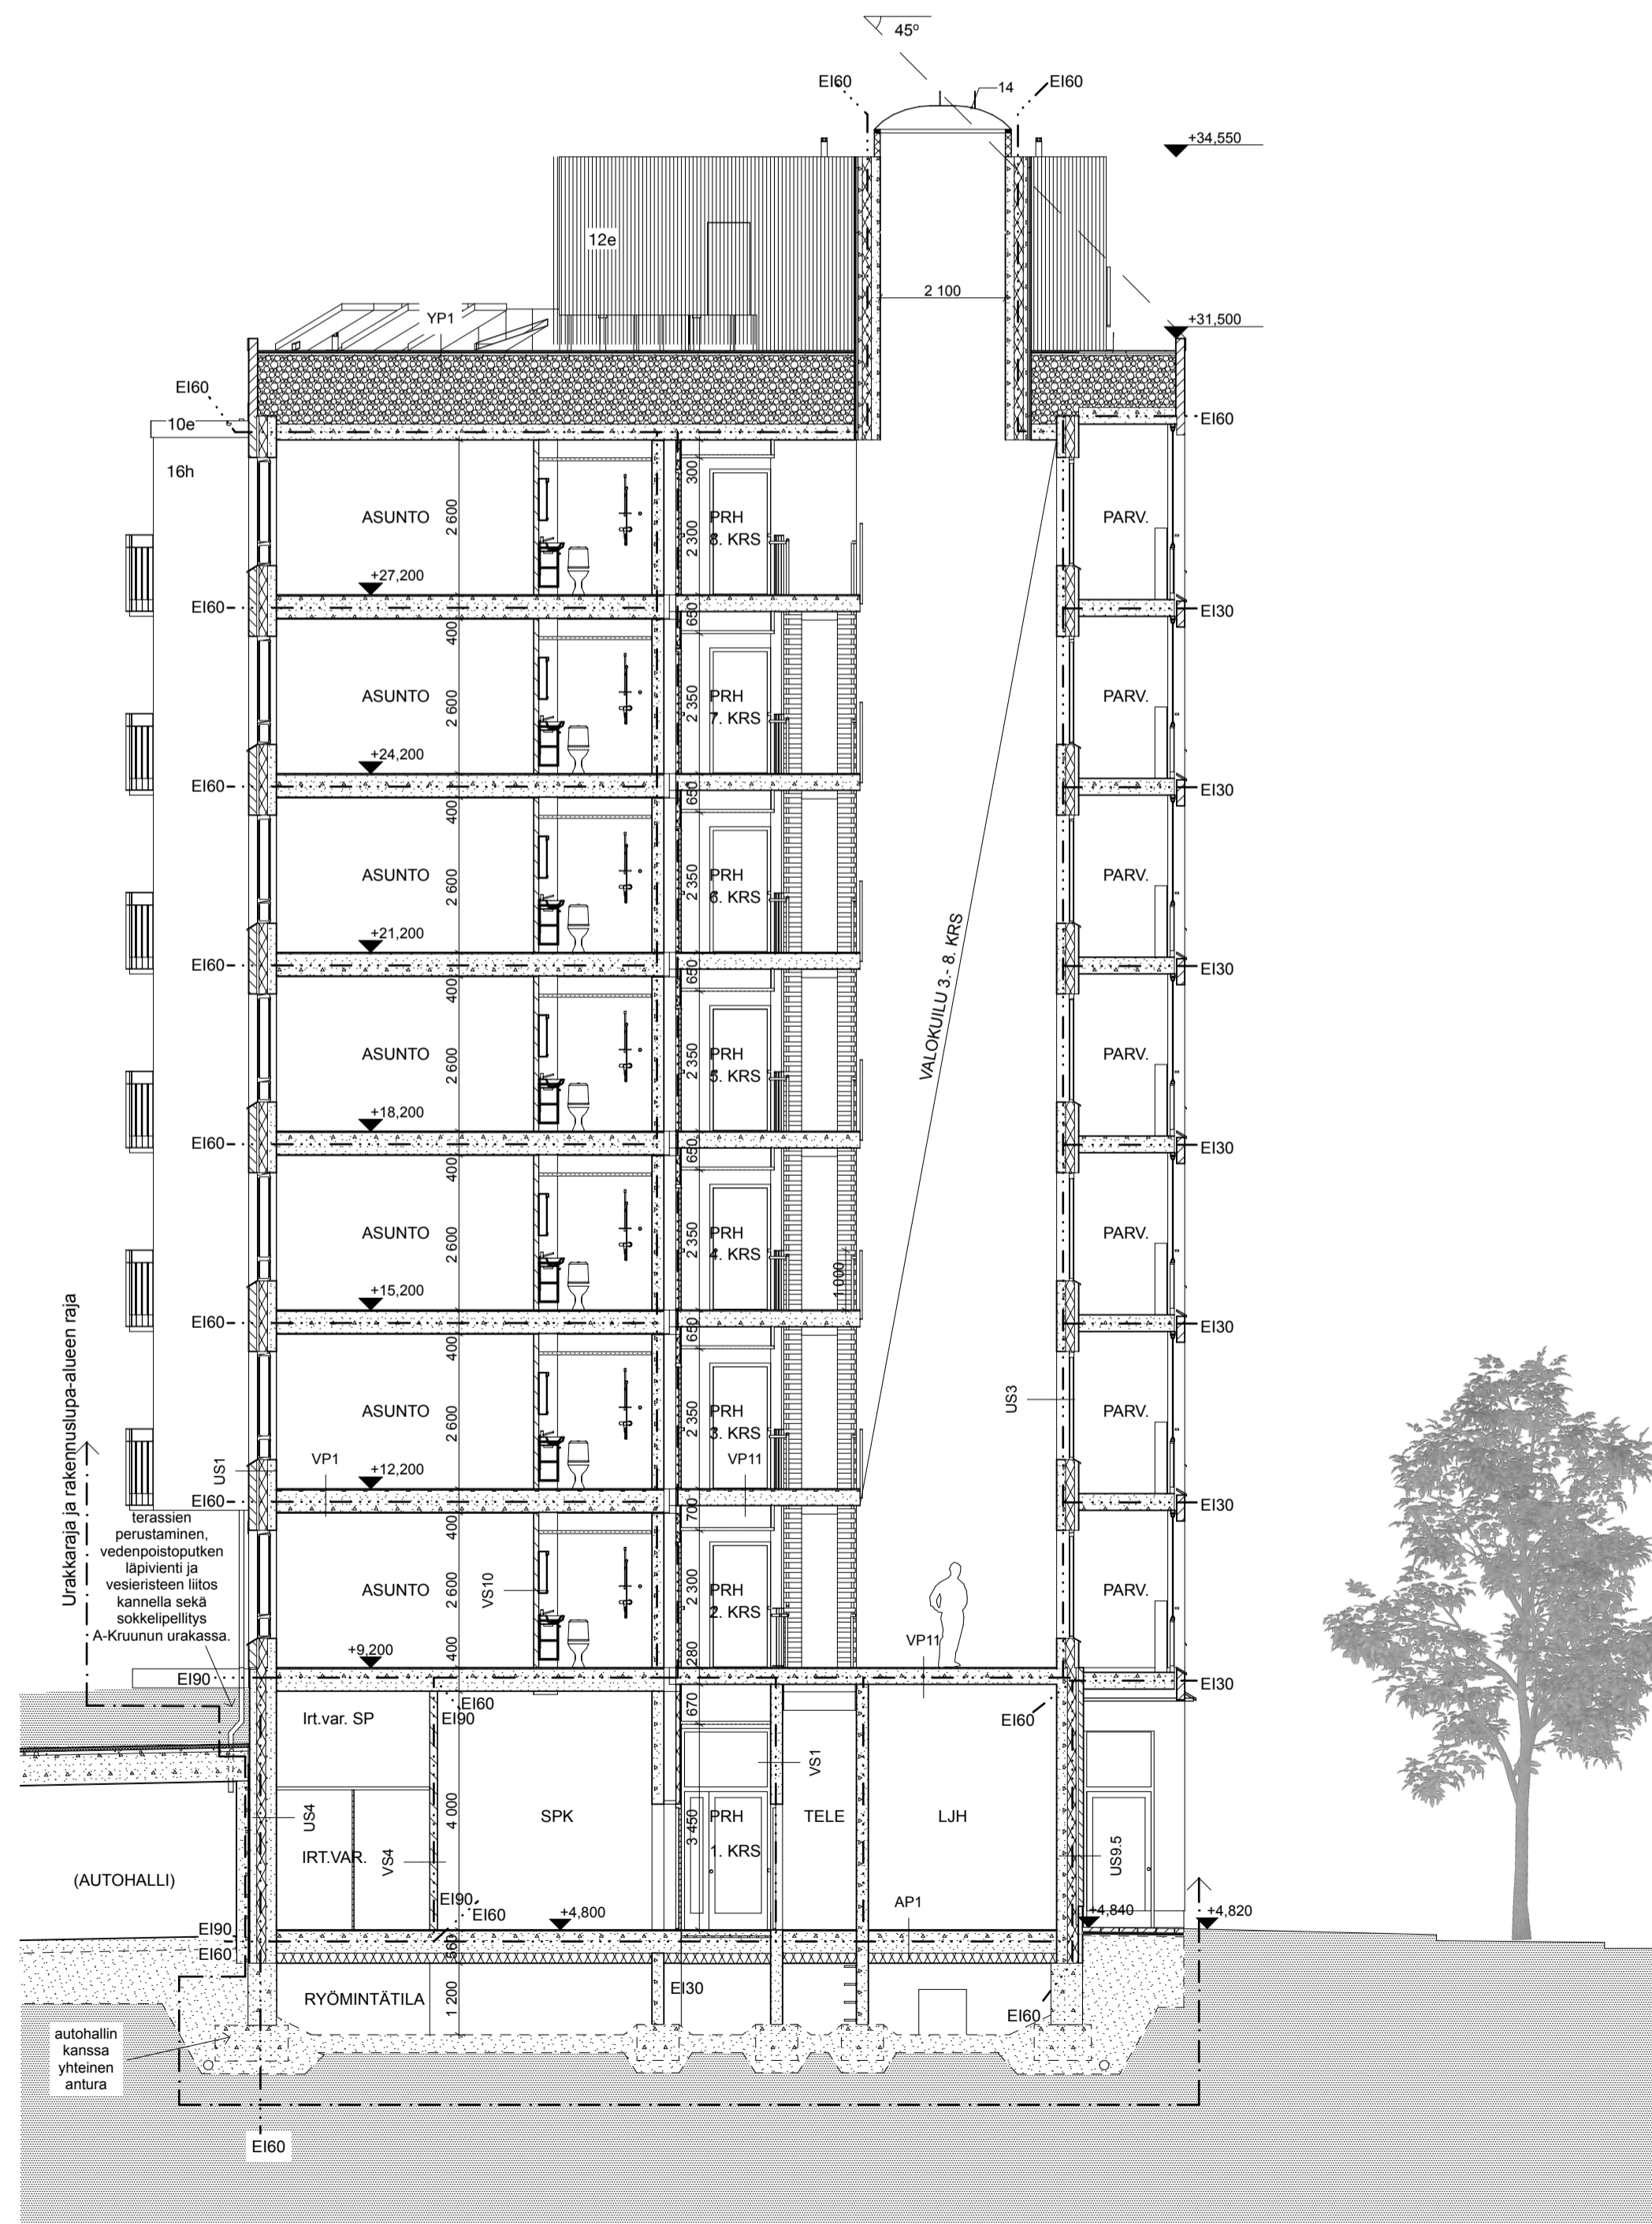 45º
EI60
14
EI60
+34,550
12e
2 100
YP1
+31,500
EI60
10e
EI60
16h
300
ASUNTO
2 600
PRH
8. KRS
2 300
PARV.
+27,200
EI60
EI30
400
650
ASUNTO
2 600
PRH
7. KRS
2 350
PARV.
+24,200
EI60
EI30
400
650
ASUNTO
2 600
PRH
6. KRS
2 350
PARV.
+21,200
EI60
EI30
400
650
VALOKUILU 3.- 8. KRS
ASUNTO
2 600
PRH
5. KRS
2 350
PARV.
+18,200
EI60
EI30
400
650
ASUNTO
2 600
PRH
4. KRS
2 350
1 000
PARV.
+15,200
EI60
EI30
400
650
Urakkaraja ja rakennuslupa-alueen raja
ASUNTO
2 600
PRH
3. KRS
2 350
US3
PARV.
US1
VP1
+12,200
VP11
EI60
EI30
terassien
perustaminen,
vedenpoistoputken
läpivienti ja
vesieristeen liitos
kannella sekä
sokkelipellitys
A-Kruunun urakassa.
400
700
ASUNTO
2 600
VS10
PRH
2. KRS
2 300
PARV.
+9,200
400
280
VP11
EI90
EI30
EI60
EI90
Irt.var. SP
670
EI60
VS1
US4
4 000
SPK
3 450
PRH
1. KRS
TELE
LJH
IRT.VAR.
VS4
US9.5
(AUTOHALLI)
EI90
EI60
+4,800
AP1
+4,840
+4,820
EI90
EI60
560
RYÖMINTÄTILA
1 200
EI30
EI60
autohallin
kanssa
yhteinen
antura
EI60